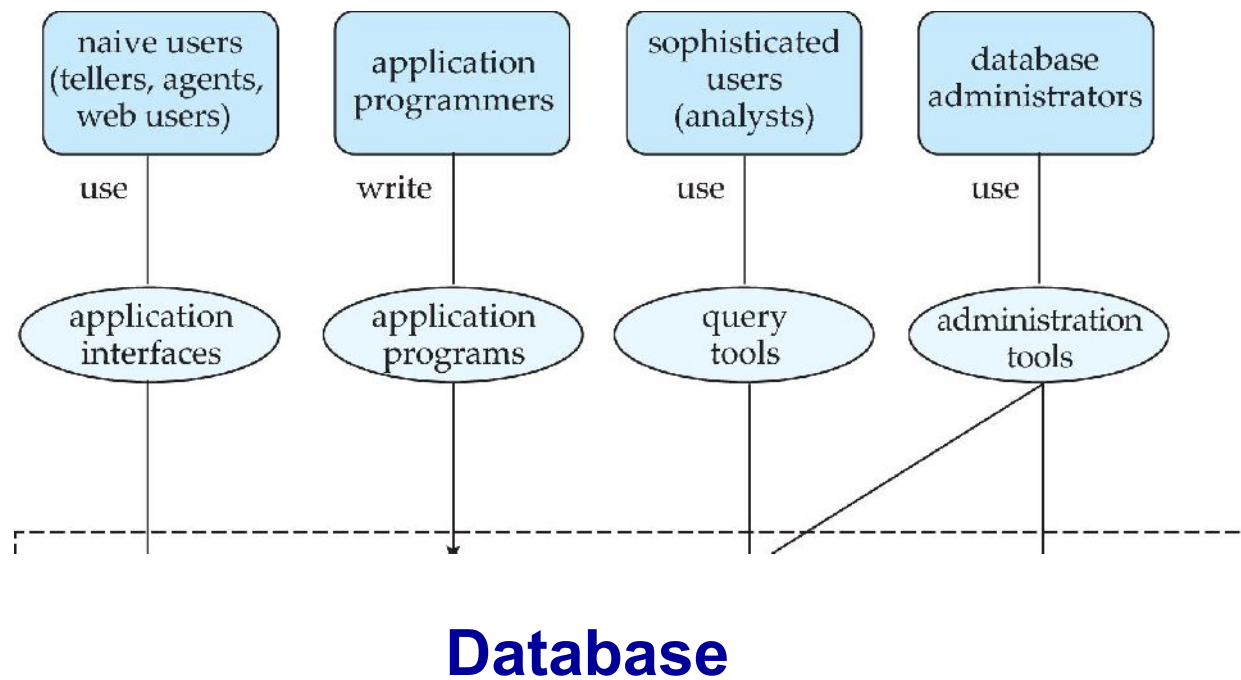 naive users
(tellers, agents,
web users)
application
programmers
sophisticated
users
(analysts)
database
administrators
use
write
use
use
application
interfaces
application
programs
query
tools
administration
tools
Database